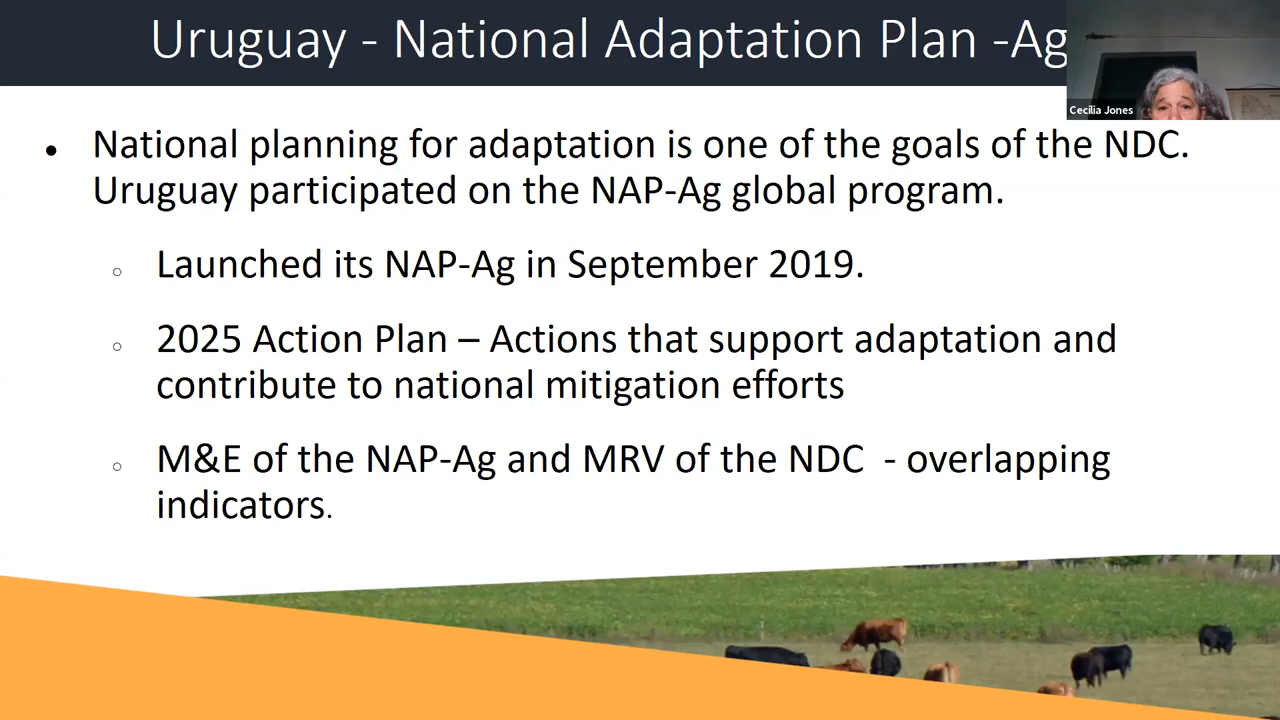 Uruguay - National Adaptation Plan -Ag
Cecilia Jones
• National planning for adaptation is one of the goals of the NDC.
Uruguay participated on the NAP-Ag global program.
○ Launched its NAP-Ag in September 2019.
○ 2025 Action Plan – Actions that support adaptation and
contribute to national mitigation efforts
○ M&E of the NAP-Ag and MRV of the NDC - overlapping
indicators.